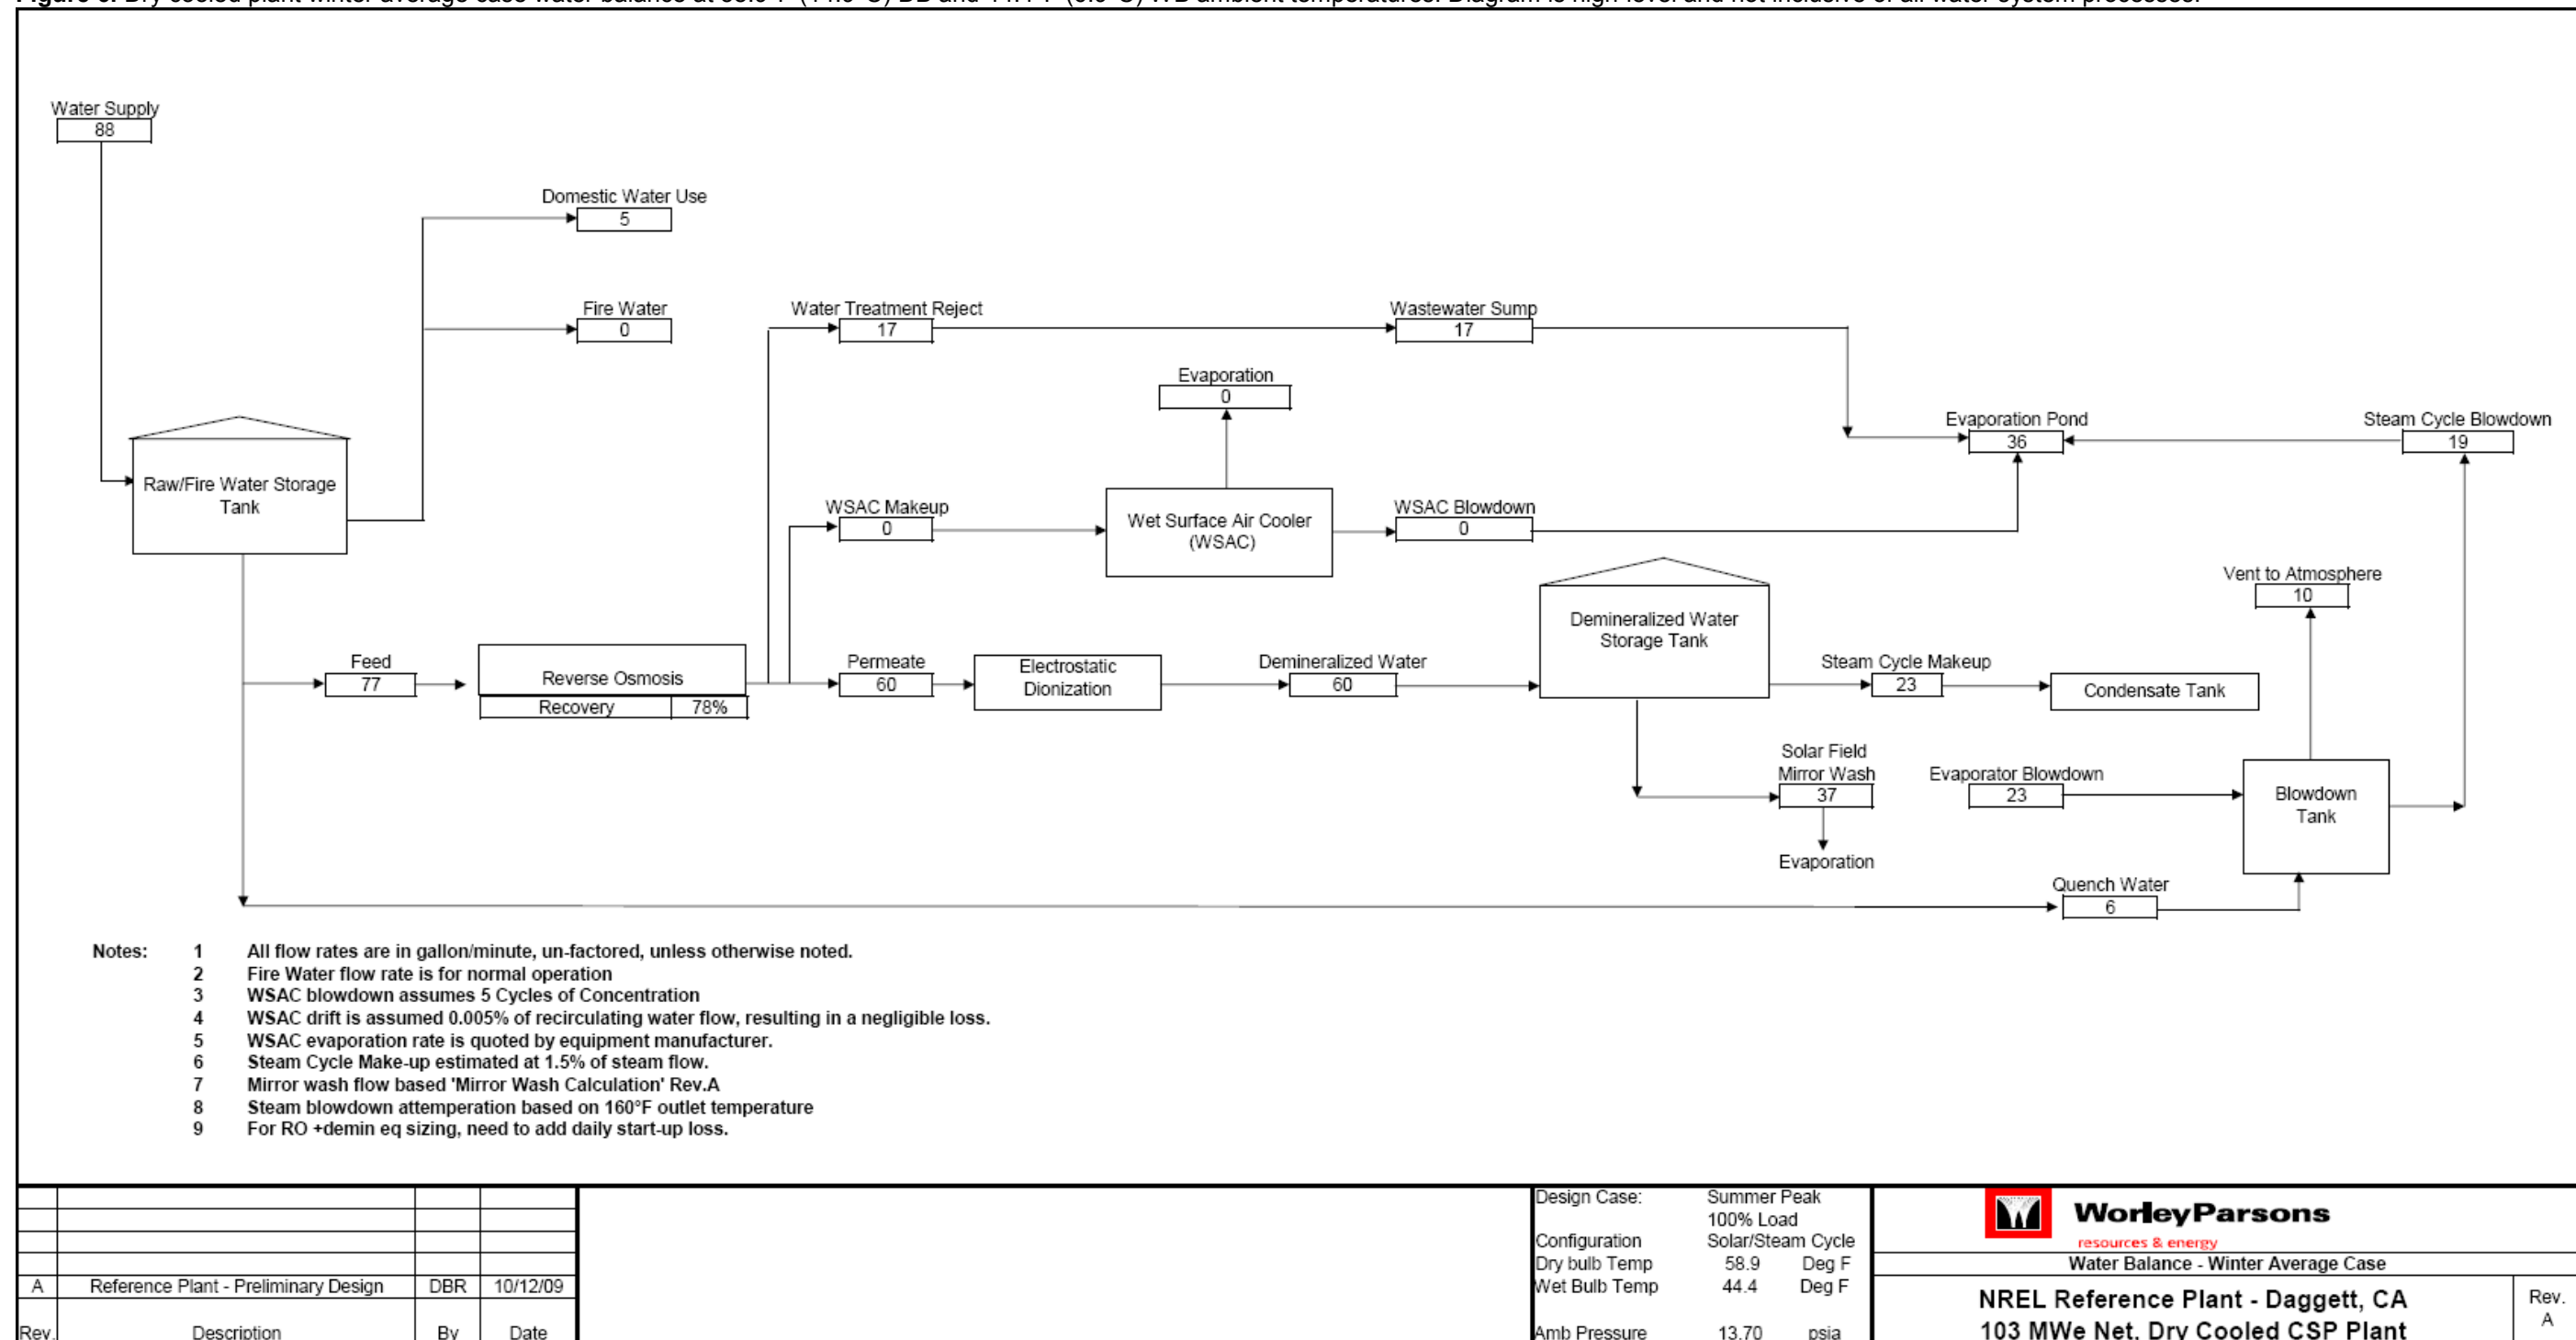 Water Supply
88
Domestic Water Use
5
Fire Water
0
Water Treatment Reject
17
Wastewater Sump
17
Evaporation
0
Evaporation Pond
36
Steam Cycle Blowdown
19
Raw/Fire Water Storage
Tank
WSAC Makeup
0
Wet Surface Air Cooler
(WSAC)
WSAC Blowdown
0
Vent to Atmosphere
10
Demineralized Water
Storage Tank
Feed
77
Reverse Osmosis
Recovery 78%
Permeate
60
Electrostatic
Dionization
Demineralized Water
60
Steam Cycle Makeup
23
Condensate Tank
Solar Field
Mirror Wash
37
Evaporation
Evaporator Blowdown
23
Blowdown
Tank
Quench Water
6
Notes:
1 All flow rates are in gallon/minute, un-factored, unless otherwise noted.
2 Fire Water flow rate is for normal operation
3 WSAC blowdown assumes 5 Cycles of Concentration
4 WSAC drift is assumed 0.005% of recirculating water flow, resulting in a negligible loss.
5 WSAC evaporation rate is quoted by equipment manufacturer.
6 Steam Cycle Make-up estimated at 1.5% of steam flow.
7 Mirror wash flow based 'Mirror Wash Calculation' Rev.A
8 Steam blowdown attemperation based on 160°F outlet temperature
9 For RO +demin eq sizing, need to add daily start-up loss.
A Reference Plant - Preliminary Design DBR 10/12/09
Rev. Description By Date
Design Case: Summer Peak
100% Load
Configuration Solar/Steam Cycle
Dry bulb Temp 58.9 Deg F
Wet Bulb Temp 44.4 Deg F
Amb Pressure 13.70 psia
WorleyParsons
resources & energy
Water Balance - Winter Average Case
NREL Reference Plant - Daggett, CA
103 MWe Net, Dry Cooled CSP Plant
Rev.
A